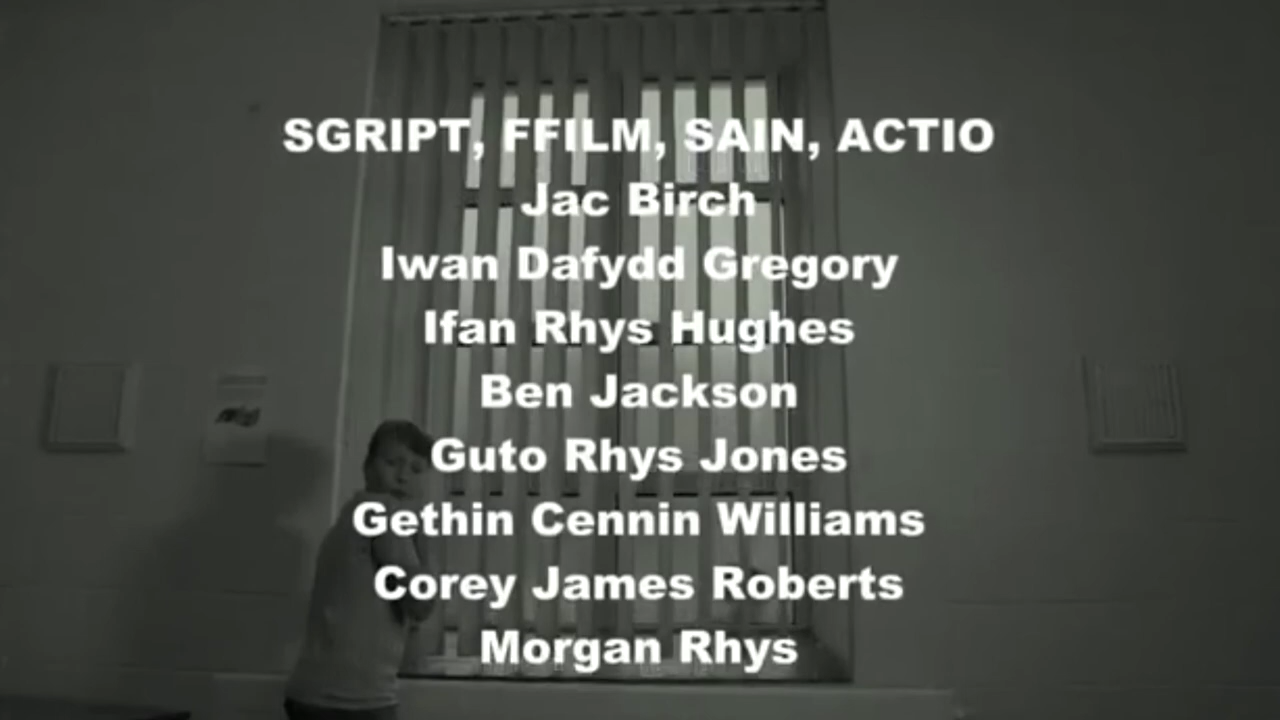 SGRIPT, FFILM, SAIN, ACTIO
Jac Birch
Iwan Dafydd Gregory
Ifan Rhys Hughes
Ben Jackson
Guto Rhys Jones
Gethin Cennin Williams
Corey James Roberts
Morgan Rhys